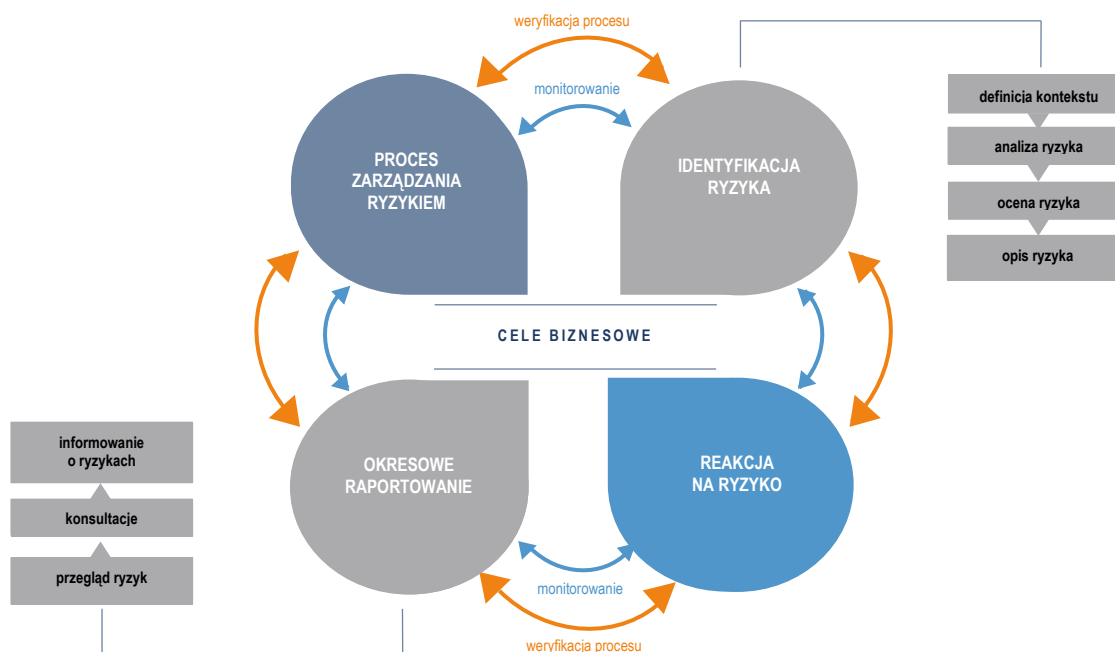 weryfikacja procesu
monitorowanie
PROCES
ZARZĄDZANIA
RYZYKIEM
IDENTYFIKACJA
RYZYKA
definicja kontekstu
analiza ryzyka
ocena ryzyka
opis ryzyka
CELE BIZNESOWE
informowanie
o ryzykach
konsultacje
przegląd ryzyk
OKRESOWE
RAPORTOWANIE
REAKCJA
NA RYZYKO
monitorowanie
weryfikacja procesu